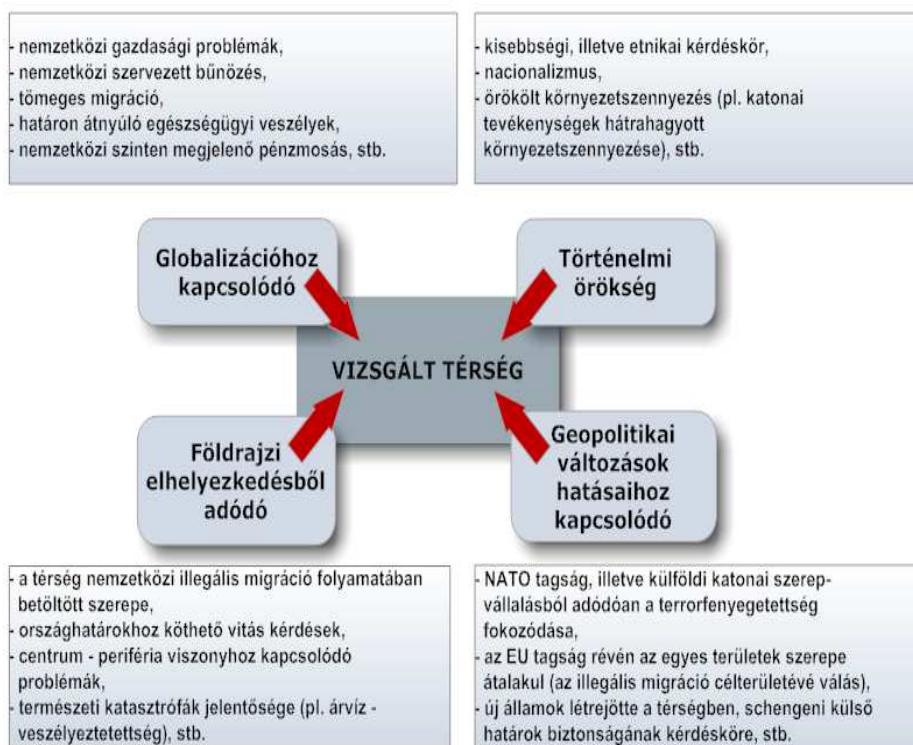 - nemzetközi gazdasági problémák,
- nemzetközi szervezett bűnözés,
- tömeges migráció,
- határon átnyúló egészségügyi veszélyek,
- nemzetközi szinten megjelenő pénzmosás, stb.
- kisebbségi, illetve etnikai kérdéskör,
- nacionalizmus,
- örökölt környezetszennyezés (pl. katonai
tevékenységek hátrahagyott
környezetszennyezése), stb.
Globalizációhoz
kapcsolódó
Történelmi
örökség
VIZSGÁLT TÉRSÉG
Földrajzi
elhelyezkedésből
adódó
Geopolitikai
változások
hatásaihoz
kapcsolódó
- a térség nemzetközi illegális migráció folyamatában
betöltött szerepe,
- országhatárokhoz köthető vitás kérdések,
- centrum - periféria viszonyhoz kapcsolódó
problémák,
- természeti katasztrófák jelentősége (pl. árvíz -
veszélyeztetettség), stb.
- NATO tagság, illetve külföldi katonai szerep-
vállalásból adódóan a terrorfenyegetettség
fokozódása,
- az EU tagság révén az egyes területek szerepe
átalakul (az illegális migráció célterületévé válás),
- új államok létrejötte a térségben, schengeni külső
határok biztonságának kérdésköre, stb.